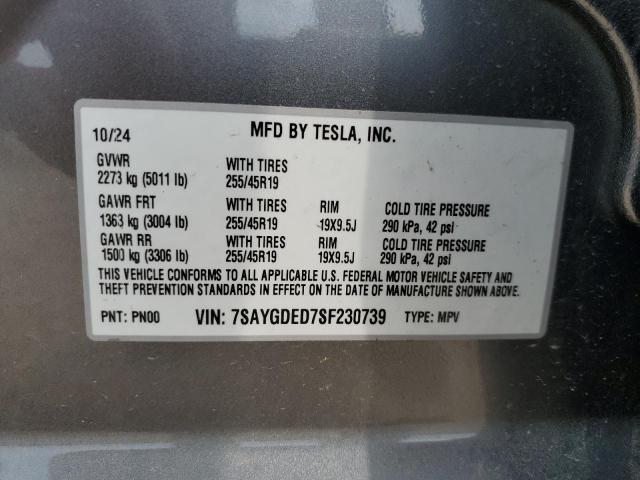 10/24 MFD BY TESLA, INC.
GVWR WITH TIRES
2273 kg (5011 lb) 255/45R19
GAWR FRT WITH TIRES RIM COLD TIRE PRESSURE
1363 kg (3004 lb) 255/45R19 19X9.5J 290 kPa, 42 psi
GAWR RR WITH TIRES RIM COLD TIRE PRESSURE
1500 kg (3306 lb) 255/45R19 19X9.5J 290 kPa, 42 psi
THIS VEHICLE CONFORMS TO ALL APPLICABLE U.S. FEDERAL MOTOR VEHICLE SAFETY AND
THEFT PREVENTION STANDARDS IN EFFECT ON THE DATE OF MANUFACTURE SHOWN ABOVE.
PNT: PN00 VIN: 7SAYGDED7SF230739 TYPE: MPV